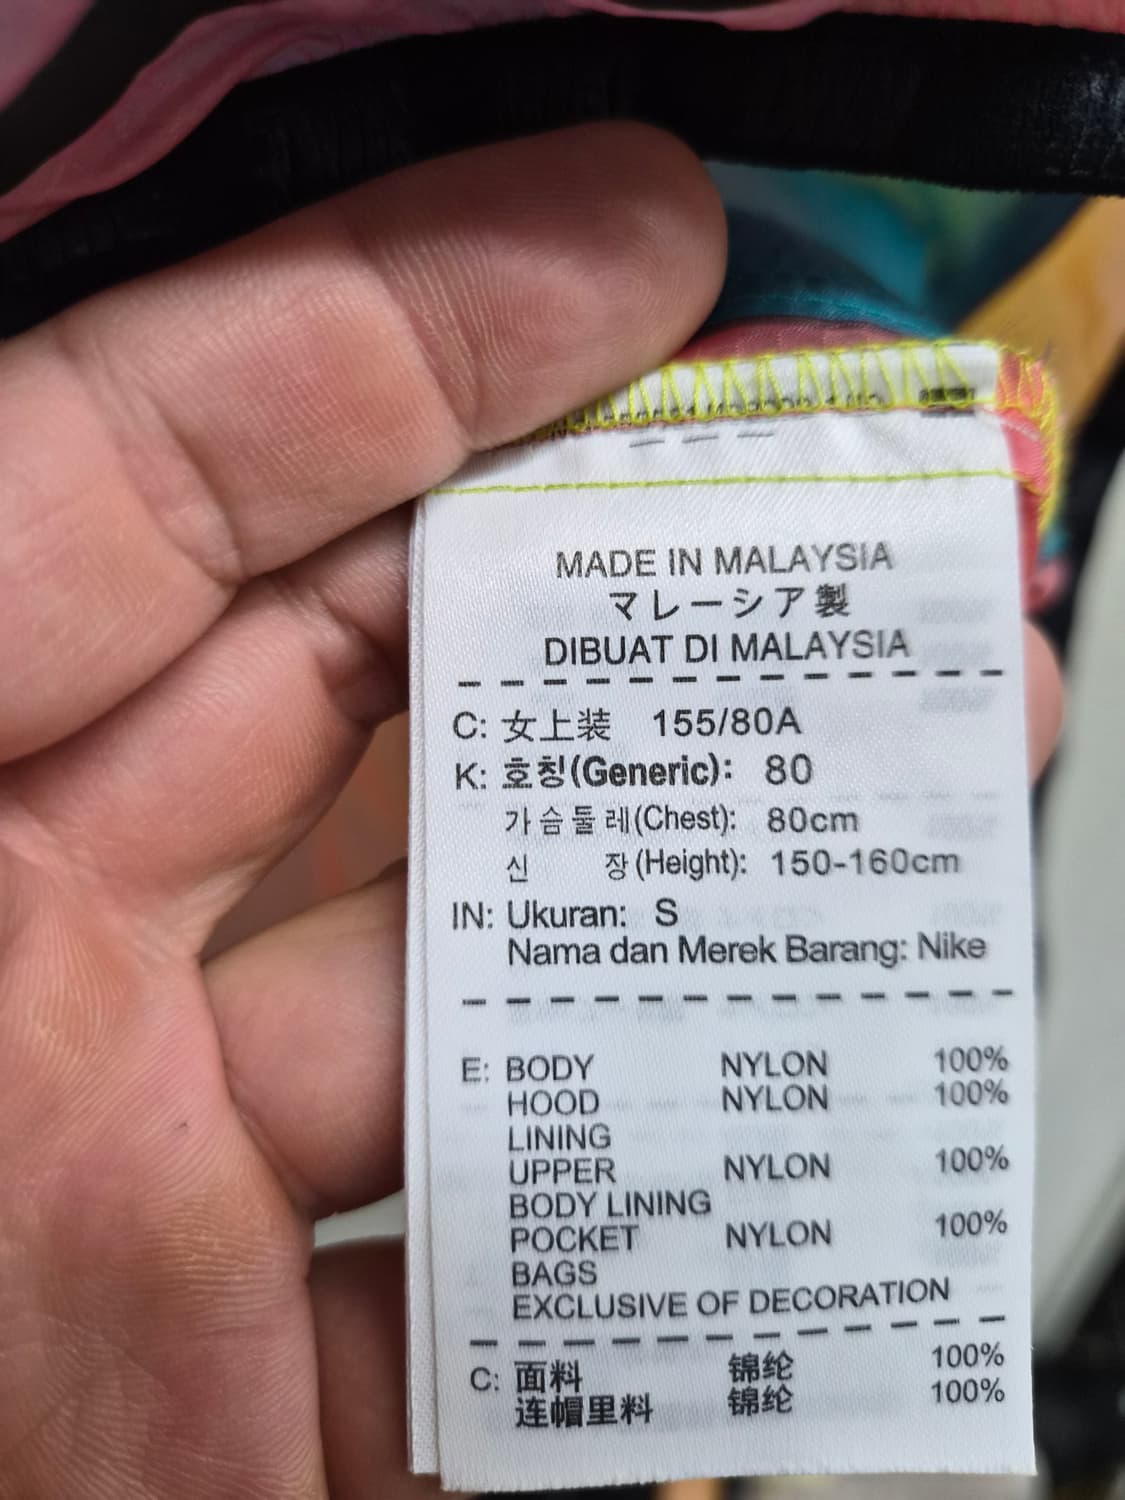 MADE IN MALAYSIA
マレーシア製
DIBUAT DI MALAYSIA
C: 女上装 155/80A
K: 호칭(Generic): 80
가슴둘레(Chest): 80cm
신 장(Height): 150-160cm
IN: Ukuran: S
Nama dan Merek Barang: Nike
E: BODY NYLON 100%
HOOD NYLON 100%
LINING
UPPER NYLON 100%
BODY LINING
POCKET NYLON 100%
BAGS
EXCLUSIVE OF DECORATION
C: 面料 锦纶 100%
连帽里料 锦纶 100%